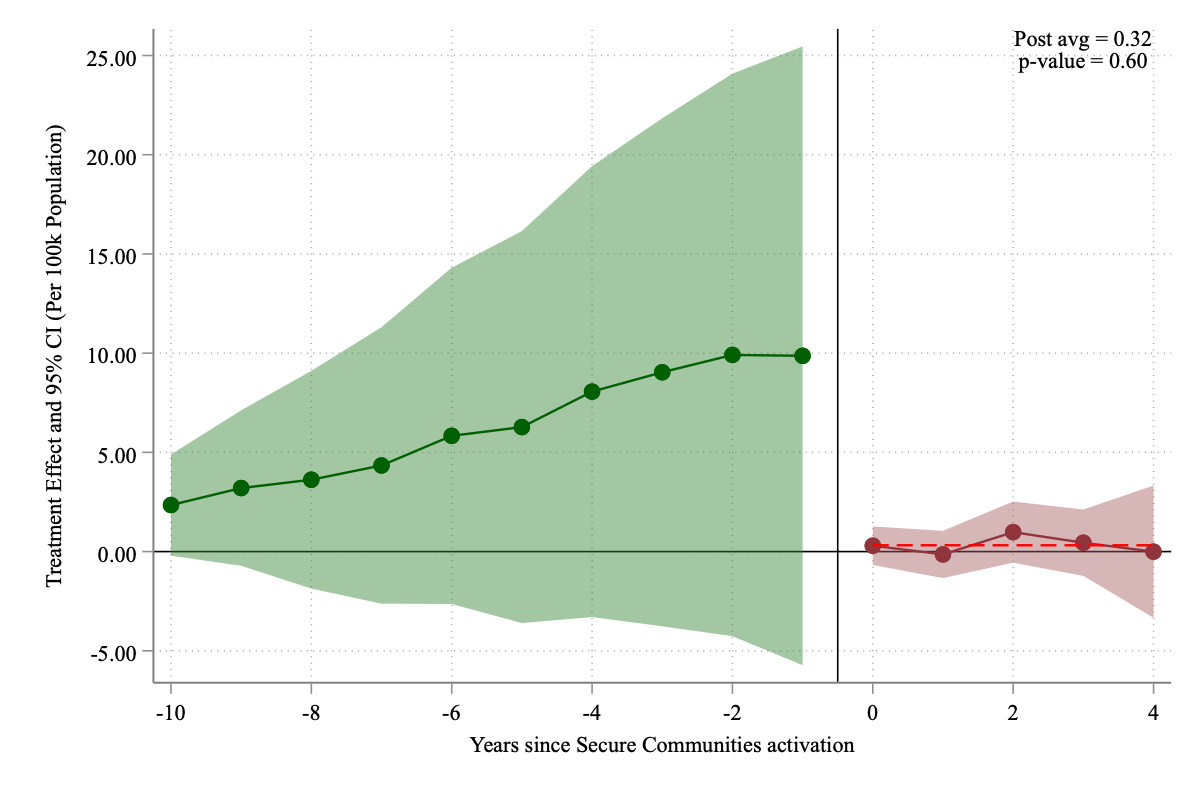 Post avg = 0.32
p-value = 0.60
Treatment Effect and 95% CI (Per 100k Population)
25.00
20.00
15.00
10.00
5.00
0.00
-5.00
-10 -8 -6 -4 -2 0 2 4
Years since Secure Communities activation